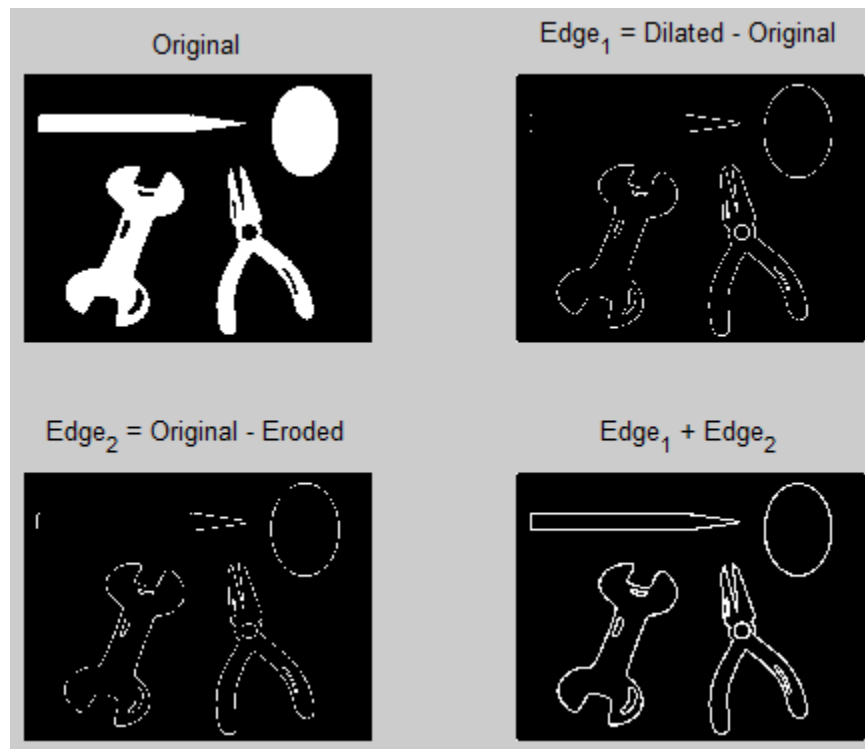 Original
Edge₁ = Dilated - Original
Edge₂ = Original - Eroded
Edge₁ + Edge₂